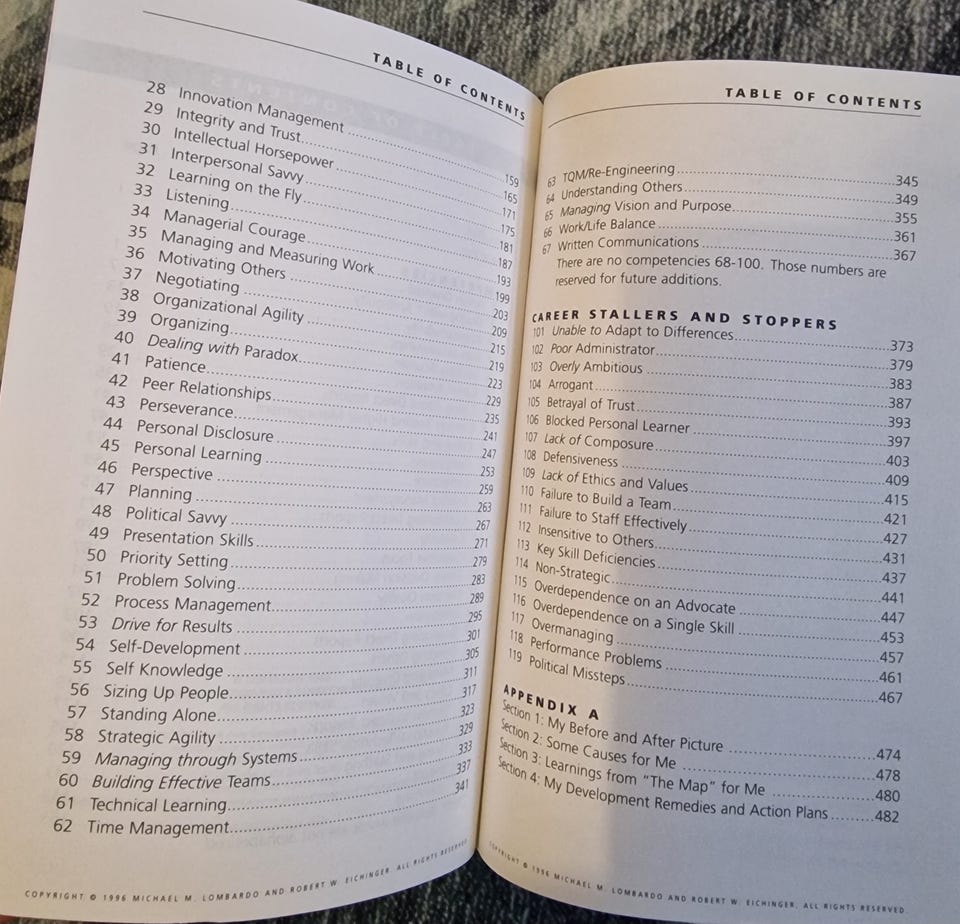 TABLE OF CONTENTS
28 Innovation Management ... 159
29 Integrity and Trust ... 165
30 Intellectual Horsepower ... 171
31 Interpersonal Savvy ... 175
32 Learning on the Fly ... 181
33 Listening ... 187
34 Managerial Courage ... 193
35 Managing and Measuring Work ... 199
36 Motivating Others ... 203
37 Negotiating ... 209
38 Organizational Agility ... 215
39 Organizing ... 219
40 Dealing with Paradox ... 223
41 Patience ... 229
42 Peer Relationships ... 235
43 Perseverance ... 241
44 Personal Disclosure ... 247
45 Personal Learning ... 253
46 Perspective ... 259
47 Planning ... 263
48 Political Savvy ... 267
49 Presentation Skills ... 271
50 Priority Setting ... 279
51 Problem Solving ... 283
52 Process Management ... 289
53 Drive for Results ... 295
54 Self-Development ... 301
55 Self Knowledge ... 305
56 Sizing Up People ... 311
57 Standing Alone ... 317
58 Strategic Agility ... 323
59 Managing through Systems ... 329
60 Building Effective Teams ... 333
61 Technical Learning ... 337
62 Time Management ... 341
COPYRIGHT © 1996 MICHAEL M. LOMBARDO AND ROBERT W. EICHINGER. ALL RIGHTS RESERVED
TABLE OF CONTENTS
63 TQM/Re-Engineering ... 345
64 Understanding Others ... 349
65 Managing Vision and Purpose ... 355
66 Work/Life Balance ... 361
67 Written Communications ... 367
There are no competencies 68-100. Those numbers are
reserved for future additions.
CAREER STALLERS AND STOPPERS
101 Unable to Adapt to Differences ... 373
102 Poor Administrator ... 379
103 Overly Ambitious ... 383
104 Arrogant ... 387
105 Betrayal of Trust ... 393
106 Blocked Personal Learner ... 397
107 Lack of Composure ... 403
108 Defensiveness ... 409
109 Lack of Ethics and Values ... 415
110 Failure to Build a Team ... 421
111 Failure to Staff Effectively ... 427
112 Insensitive to Others ... 431
113 Key Skill Deficiencies ... 437
114 Non-Strategic ... 441
115 Overdependence on an Advocate ... 447
116 Overdependence on a Single Skill ... 453
117 Overmanaging ... 457
118 Performance Problems ... 461
119 Political Missteps ... 467
APPENDIX A
Section 1: My Before and After Picture ... 474
Section 2: Some Causes for Me ... 478
Section 3: Learnings from "The Map" for Me ... 480
Section 4: My Development Remedies and Action Plans ... 482
COPYRIGHT © 1996 MICHAEL M. LOMBARDO AND ROBERT W. EICHINGER. ALL RIGHTS RESERVED